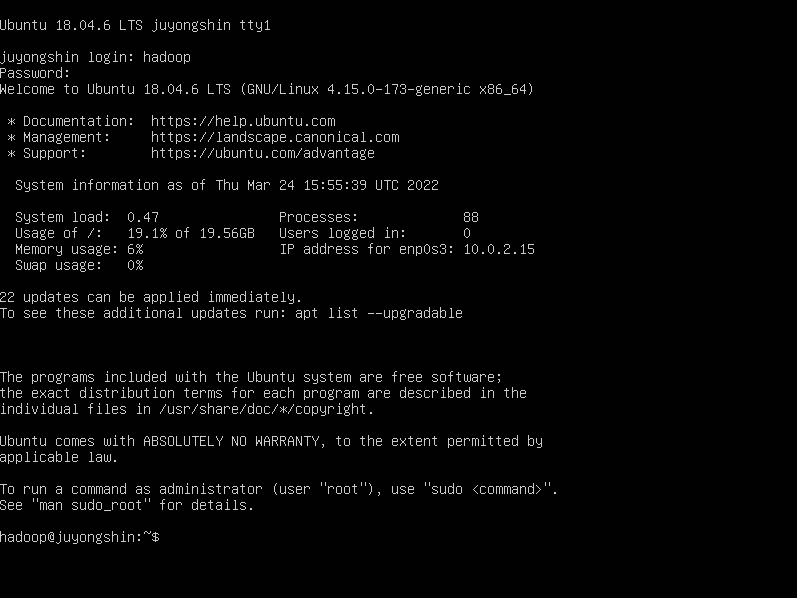 Ubuntu 18.04.6 LTS juyongshin tty1
juyongshin login: hadoop
Password:
Welcome to Ubuntu 18.04.6 LTS (GNU/Linux 4.15.0-173-generic x86_64)
* Documentation:  https://help.ubuntu.com
* Management:     https://landscape.canonical.com
* Support:        https://ubuntu.com/advantage
System information as of Thu Mar 24 15:55:39 UTC 2022
System load:  0.47               Processes:             88
Usage of /:   19.1% of 19.56GB   Users logged in:       0
Memory usage: 6%                 IP address for enp0s3: 10.0.2.15
Swap usage:   0%
22 updates can be applied immediately.
To see these additional updates run: apt list --upgradable
The programs included with the Ubuntu system are free software;
the exact distribution terms for each program are described in the
individual files in /usr/share/doc/*/copyright.
Ubuntu comes with ABSOLUTELY NO WARRANTY, to the extent permitted by
applicable law.
To run a command as administrator (user "root"), use "sudo <command>".
See "man sudo_root" for details.
hadoop@juyongshin:~$